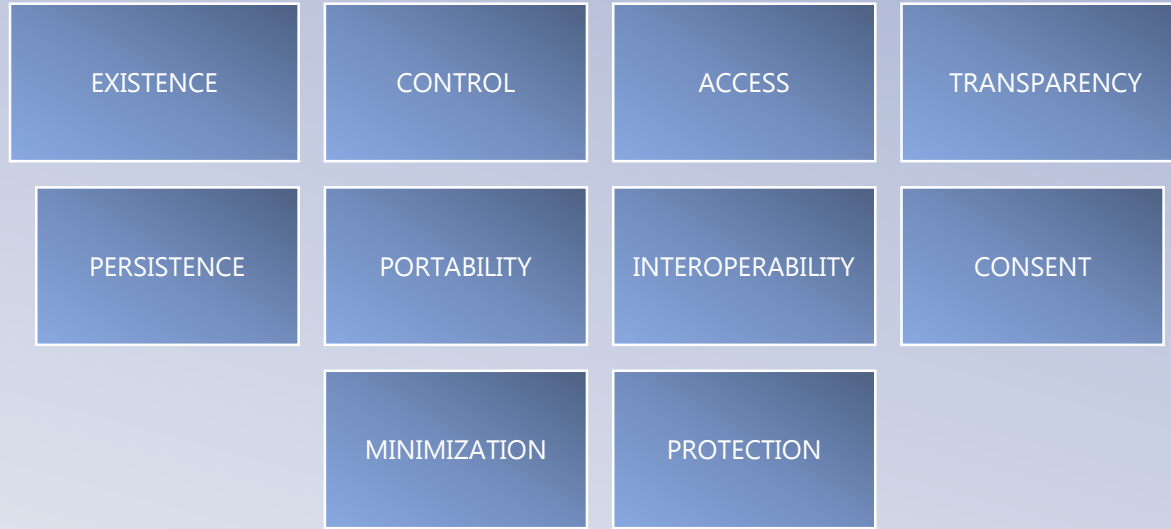 EXISTENCE
CONTROL
ACCESS
TRANSPARENCY
PERSISTENCE
PORTABILITY
INTEROPERABILITY
CONSENT
MINIMIZATION
PROTECTION